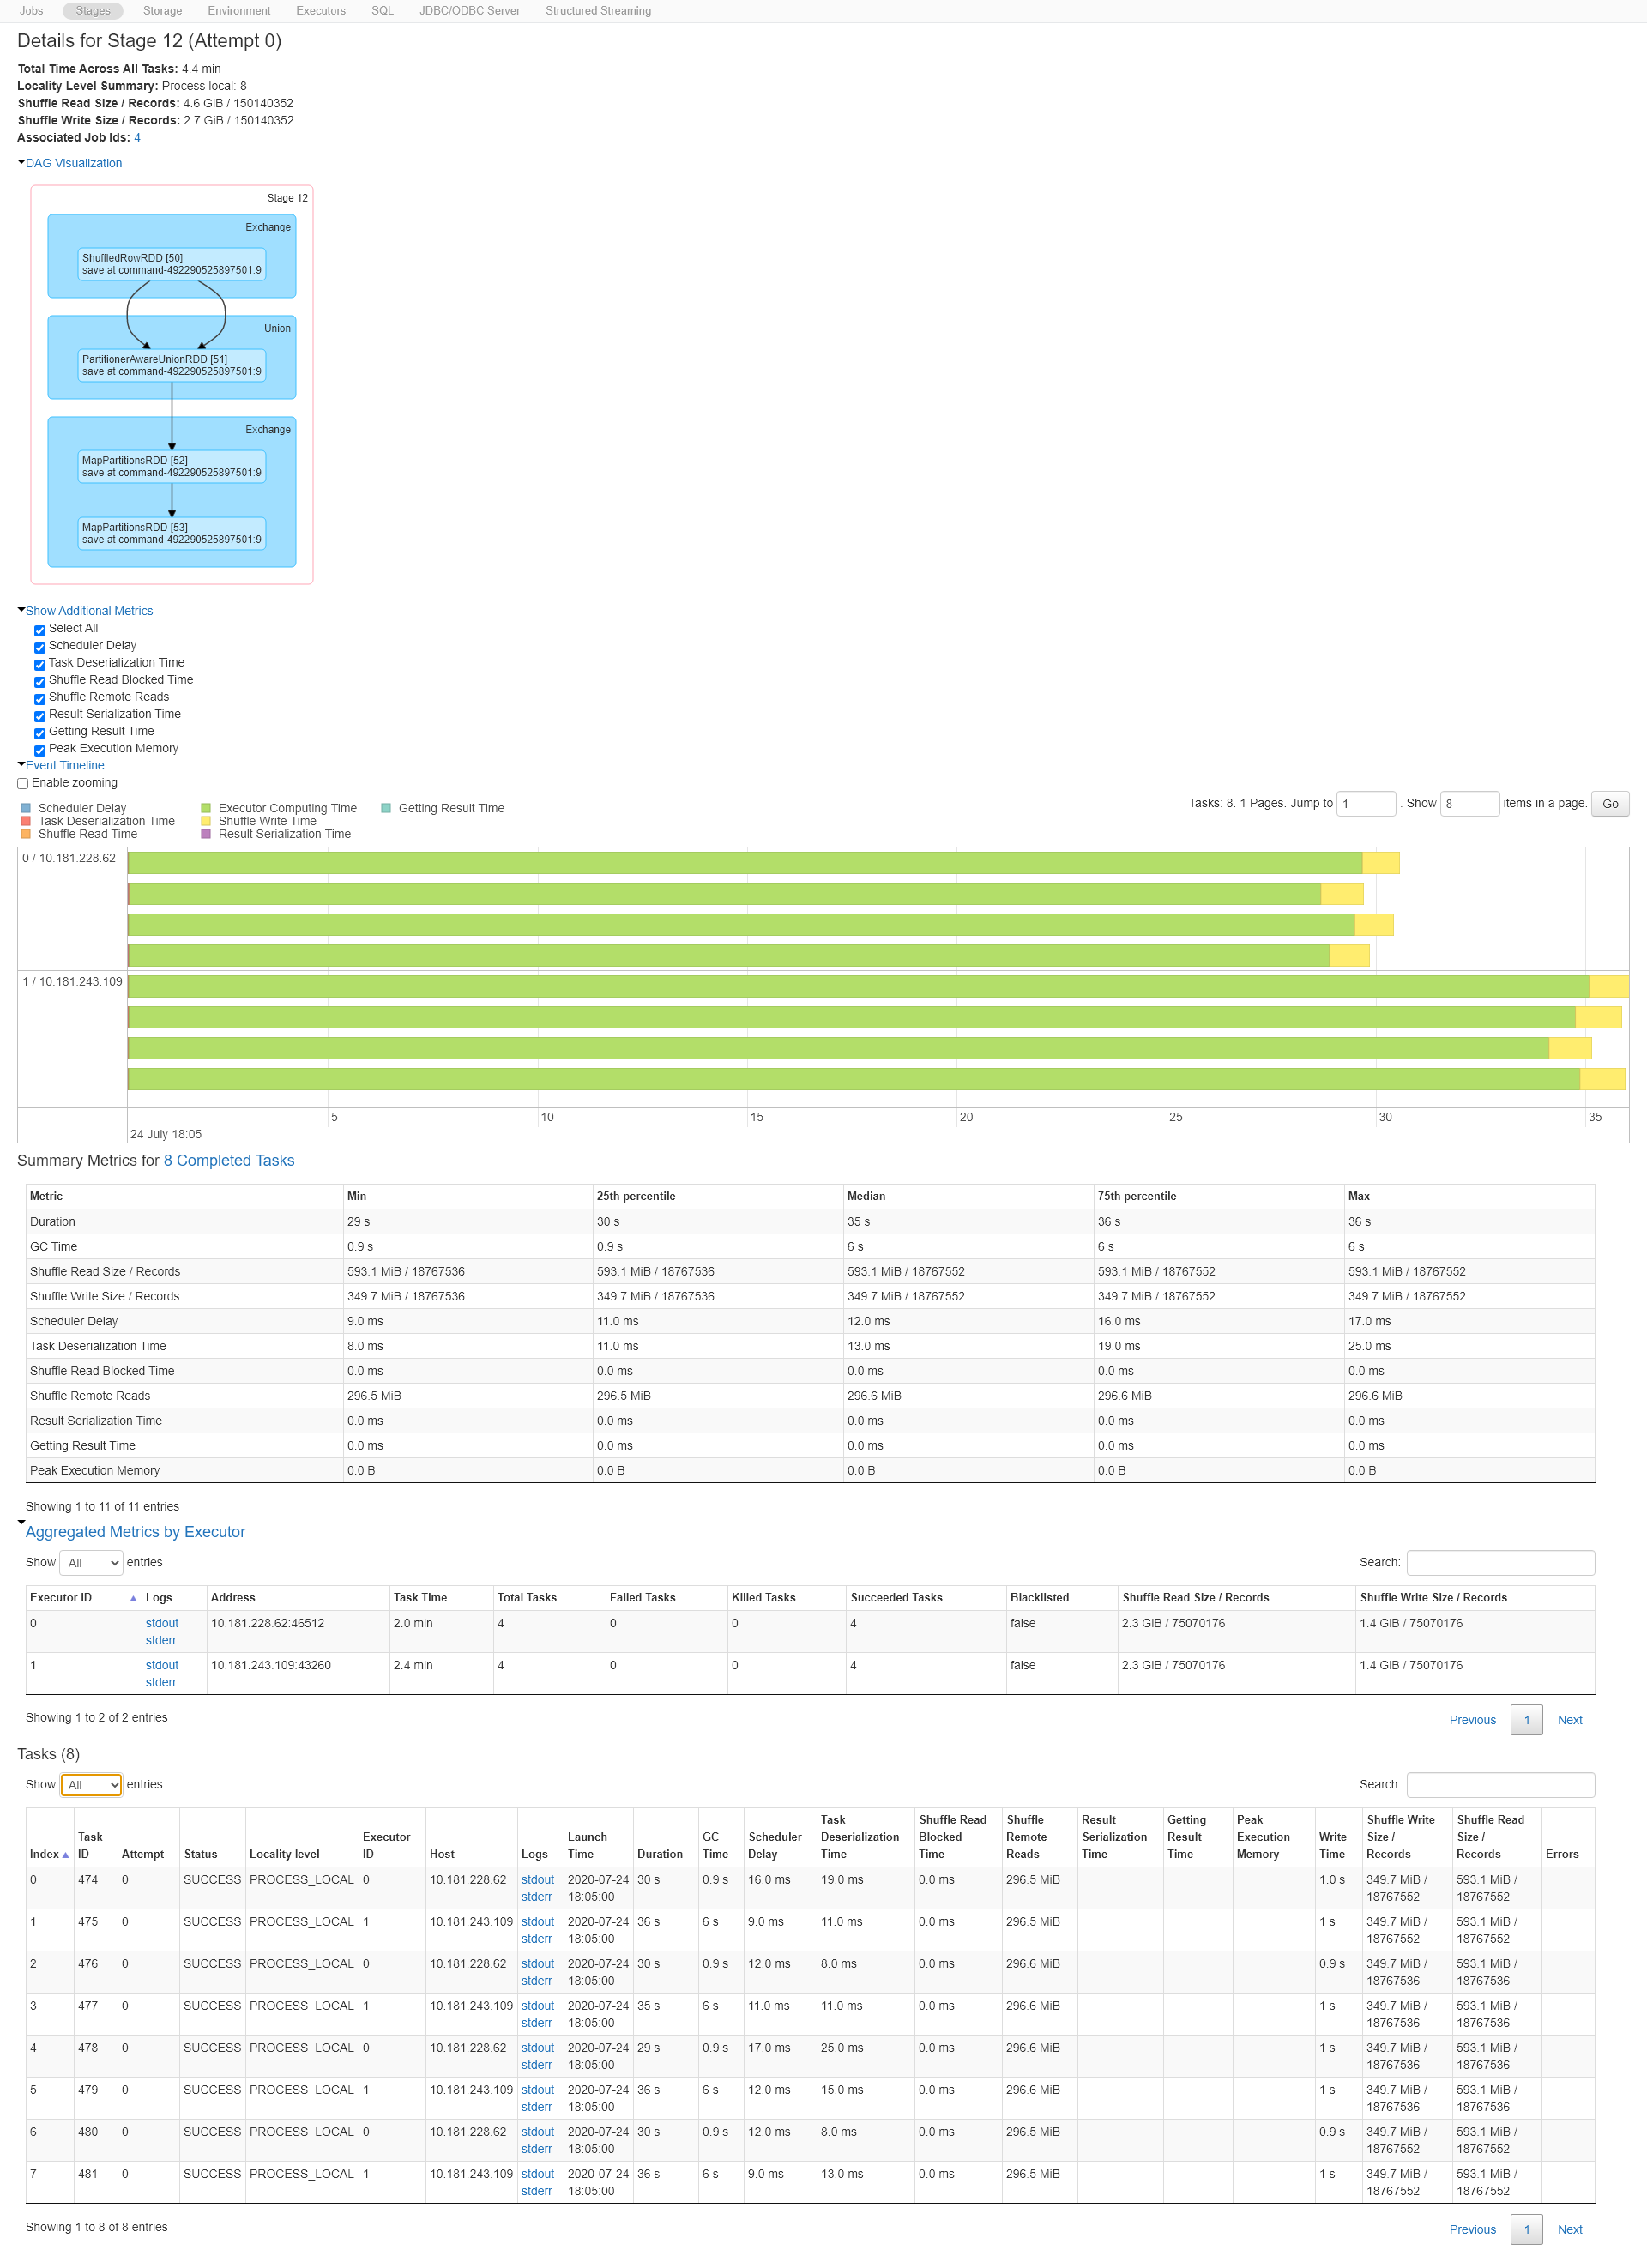 Jobs Stages Storage Environment Executors SQL JDBC/ODBC Server Structured Streaming
Details for Stage 12 (Attempt 0)
Total Time Across All Tasks: 4.4 min
Locality Level Summary: Process local: 8
Shuffle Read Size / Records: 4.6 GiB / 150140352
Shuffle Write Size / Records: 2.7 GiB / 150140352
Associated Job Ids: 4
DAG Visualization
Stage 12
Exchange
ShuffledRowRDD [50]
save at command-492290525897501:9
Union
PartitionerAwareUnionRDD [51]
save at command-492290525897501:9
Exchange
MapPartitionsRDD [52]
save at command-492290525897501:9
MapPartitionsRDD [53]
save at command-492290525897501:9
Show Additional Metrics
Select All
Scheduler Delay
Task Deserialization Time
Shuffle Read Blocked Time
Shuffle Remote Reads
Result Serialization Time
Getting Result Time
Peak Execution Memory
Event Timeline
Enable zooming
Tasks: 8. 1 Pages. Jump to 1 . Show 8 items in a page. Go
Scheduler Delay Executor Computing Time Getting Result Time
Task Deserialization Time Shuffle Write Time
Shuffle Read Time Result Serialization Time
0 / 10.181.228.62
1 / 10.181.243.109
5 10 15 20 25 30 35
24 July 18:05
Summary Metrics for 8 Completed Tasks
Metric Min 25th percentile Median 75th percentile Max
Duration 29 s 30 s 35 s 36 s 36 s
GC Time 0.9 s 0.9 s 6 s 6 s 6 s
Shuffle Read Size / Records 593.1 MiB / 18767536 593.1 MiB / 18767536 593.1 MiB / 18767552 593.1 MiB / 18767552 593.1 MiB / 18767552
Shuffle Write Size / Records 349.7 MiB / 18767536 349.7 MiB / 18767536 349.7 MiB / 18767552 349.7 MiB / 18767552 349.7 MiB / 18767552
Scheduler Delay 9.0 ms 11.0 ms 12.0 ms 16.0 ms 17.0 ms
Task Deserialization Time 8.0 ms 11.0 ms 13.0 ms 19.0 ms 25.0 ms
Shuffle Read Blocked Time 0.0 ms 0.0 ms 0.0 ms 0.0 ms 0.0 ms
Shuffle Remote Reads 296.5 MiB 296.5 MiB 296.6 MiB 296.6 MiB 296.6 MiB
Result Serialization Time 0.0 ms 0.0 ms 0.0 ms 0.0 ms 0.0 ms
Getting Result Time 0.0 ms 0.0 ms 0.0 ms 0.0 ms 0.0 ms
Peak Execution Memory 0.0 B 0.0 B 0.0 B 0.0 B 0.0 B
Showing 1 to 11 of 11 entries
Aggregated Metrics by Executor
Show All entries Search:
Executor ID Logs Address Task Time Total Tasks Failed Tasks Killed Tasks Succeeded Tasks Blacklisted Shuffle Read Size / Records Shuffle Write Size / Records
0 stdout 10.181.228.62:46512 2.0 min 4 0 0 4 false 2.3 GiB / 75070176 1.4 GiB / 75070176
stderr
1 stdout 10.181.243.109:43260 2.4 min 4 0 0 4 false 2.3 GiB / 75070176 1.4 GiB / 75070176
stderr
Showing 1 to 2 of 2 entries Previous 1 Next
Tasks (8)
Show All entries Search:
Task Shuffle Read Shuffle Result Getting Peak Shuffle Write Shuffle Read
Task Executor Launch GC Scheduler Deserialization Blocked Remote Serialization Result Execution Write Size / Size /
Index ID Attempt Status Locality level ID Host Logs Time Duration Time Delay Time Time Reads Time Time Memory Time Records Records Errors
0 474 0 SUCCESS PROCESS_LOCAL 0 10.181.228.62 stdout 2020-07-24 30 s 0.9 s 16.0 ms 19.0 ms 0.0 ms 296.5 MiB 1.0 s 349.7 MiB / 593.1 MiB /
stderr 18:05:00 18767552 18767552
1 475 0 SUCCESS PROCESS_LOCAL 1 10.181.243.109 stdout 2020-07-24 36 s 6 s 9.0 ms 11.0 ms 0.0 ms 296.5 MiB 1 s 349.7 MiB / 593.1 MiB /
stderr 18:05:00 18767552 18767552
2 476 0 SUCCESS PROCESS_LOCAL 0 10.181.228.62 stdout 2020-07-24 30 s 0.9 s 12.0 ms 8.0 ms 0.0 ms 296.6 MiB 0.9 s 349.7 MiB / 593.1 MiB /
stderr 18:05:00 18767536 18767536
3 477 0 SUCCESS PROCESS_LOCAL 1 10.181.243.109 stdout 2020-07-24 35 s 6 s 11.0 ms 11.0 ms 0.0 ms 296.6 MiB 1 s 349.7 MiB / 593.1 MiB /
stderr 18:05:00 18767536 18767536
4 478 0 SUCCESS PROCESS_LOCAL 0 10.181.228.62 stdout 2020-07-24 29 s 0.9 s 17.0 ms 25.0 ms 0.0 ms 296.6 MiB 1 s 349.7 MiB / 593.1 MiB /
stderr 18:05:00 18767536 18767536
5 479 0 SUCCESS PROCESS_LOCAL 1 10.181.243.109 stdout 2020-07-24 36 s 6 s 12.0 ms 15.0 ms 0.0 ms 296.6 MiB 1 s 349.7 MiB / 593.1 MiB /
stderr 18:05:00 18767536 18767536
6 480 0 SUCCESS PROCESS_LOCAL 0 10.181.228.62 stdout 2020-07-24 30 s 0.9 s 12.0 ms 8.0 ms 0.0 ms 296.5 MiB 0.9 s 349.7 MiB / 593.1 MiB /
stderr 18:05:00 18767552 18767552
7 481 0 SUCCESS PROCESS_LOCAL 1 10.181.243.109 stdout 2020-07-24 36 s 6 s 9.0 ms 13.0 ms 0.0 ms 296.5 MiB 1 s 349.7 MiB / 593.1 MiB /
stderr 18:05:00 18767552 18767552
Showing 1 to 8 of 8 entries Previous 1 Next